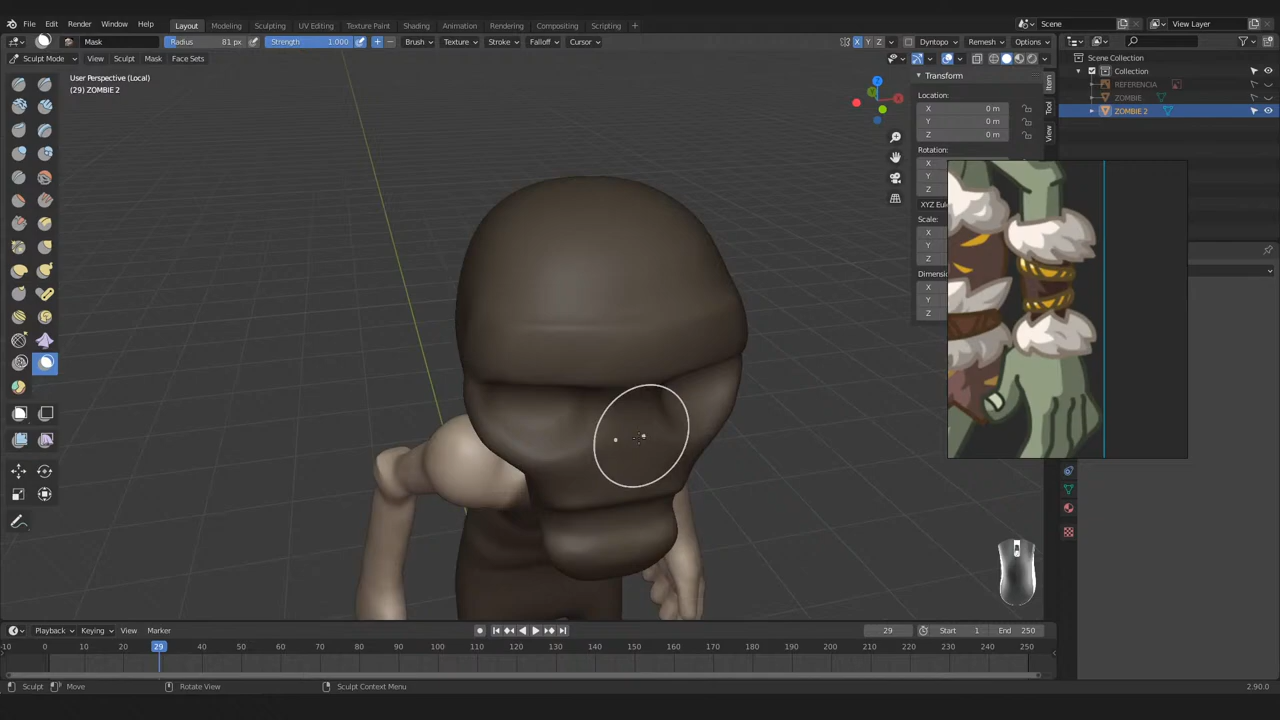 File Edit Render Window Help Layout Modeling Sculpting UV Editing Texture Paint Shading Animation Rendering Compositing Scripting + Scene View Layer
Mask Radius 81 px Strength 1.000 Brush Texture Stroke Falloff Cursor X Y Z Dyntopo Remesh Options
Sculpt Mode View Sculpt Mask Face Sets
User Perspective (Local)
(29) ZOMBIE 2
Scene Collection
Collection
REFERENCIA
ZOMBIE
ZOMBIE 2
Transform
Location:
X 0 m
Y 0 m
Z 0 m
Rotation:
X
Y
Z
XYZ Eul
Scale:
X
Y
Z
Dimens
X
Y
Z
Item
Tool
View
Z
Y
X
Playback Keying View Marker 29 Start 1 End 250
-10 0 10 20 29 40 50 60 70 80 90 100 110 120 130 140 150 160 170 180 190 200 210 220 230 240 250
Sculpt Move Rotate View Sculpt Context Menu 2.90.0